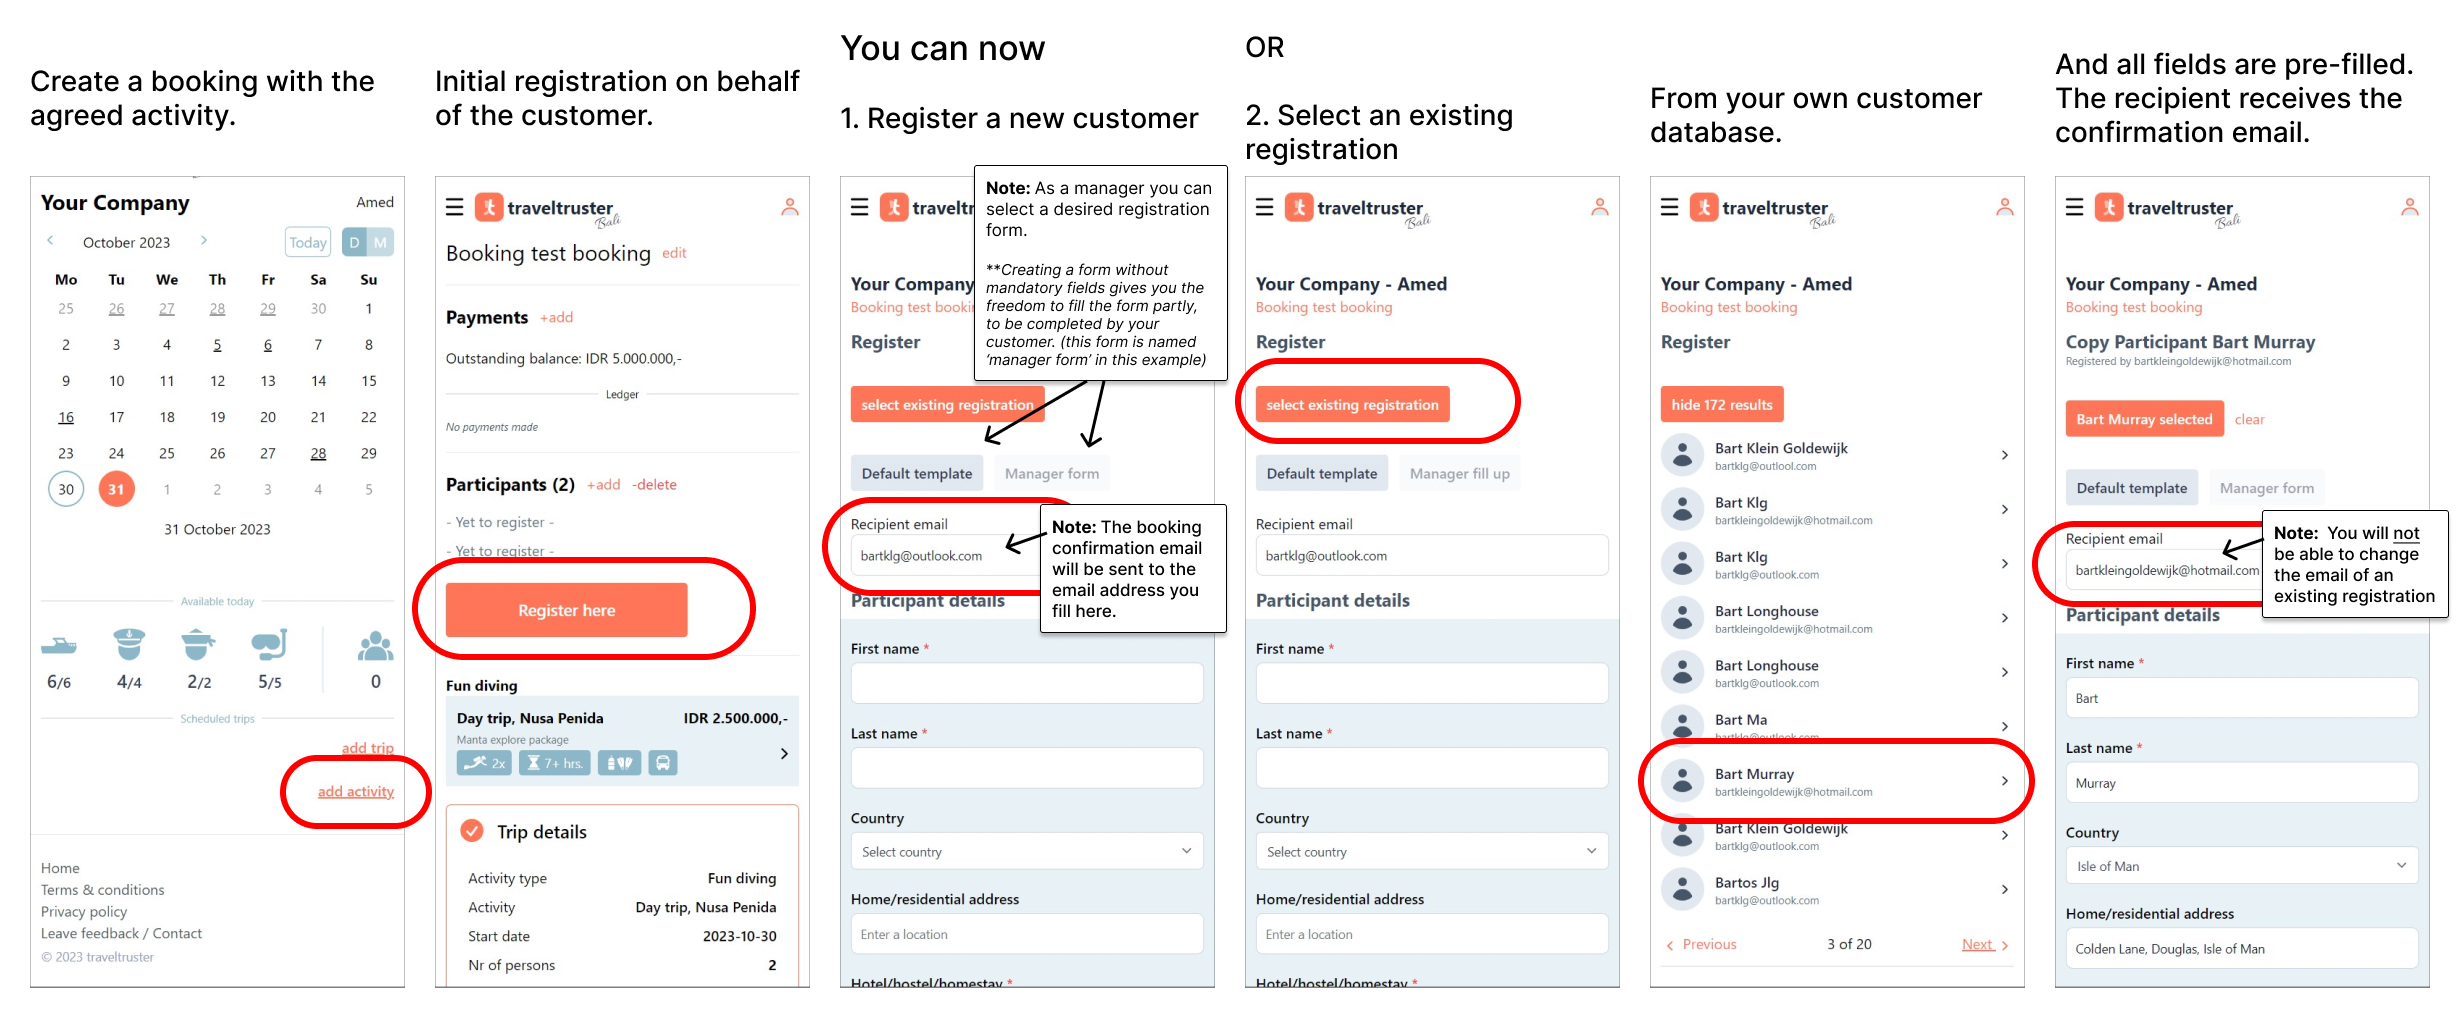 Create a booking with the
agreed activity.
Your Company
Amed
October 2023
Today
D M
Mo Tu We Th Fr Sa Su
25 26 27 28 29 30 1
2 3 4 5 6 7 8
9 10 11 12 13 14 15
16 17 18 19 20 21 22
23 24 25 26 27 28 29
30 31 1 2 3 4 5
31 October 2023
Available today
6/6 4/4 2/2 5/5 0
Scheduled trips
add trip
add activity
Home
Terms & conditions
Privacy policy
Leave feedback / Contact
© 2023 traveltruster
Initial registration on behalf
of the customer.
traveltruster
Bali
Booking test booking edit
Payments +add
Outstanding balance: IDR 5.000.000,-
Ledger
No payments made
Participants (2) +add -delete
- Yet to register -
- Yet to register -
Register here
Fun diving
Day trip, Nusa Penida IDR 2.500.000,-
Manta explore package
2x 7+ hrs.
Trip details
Activity type Fun diving
Activity Day trip, Nusa Penida
Start date 2023-10-30
Nr of persons 2
You can now
1. Register a new customer
traveltr
Note: As a manager you can
select a desired registration
form.
**Creating a form without
mandatory fields gives you the
freedom to fill the form partly,
to be completed by your
customer. (this form is named
'manager form' in this example)
Your Company
Booking test bookin
Register
select existing registration
Default template Manager form
Recipient email
bartklg@outlook.com
Note: The booking
confirmation email
will be sent to the
email address you
fill here.
Participant details
First name *
Last name *
Country
Select country
Home/residential address
Enter a location
Hotel/hostel/homestay *
OR
2. Select an existing
registration
traveltruster
Bali
Your Company - Amed
Booking test booking
Register
select existing registration
Default template Manager fill up
Recipient email
bartklg@outlook.com
Participant details
First name *
Last name *
Country
Select country
Home/residential address
Enter a location
Hotel/hostel/homestay *
From your own customer
database.
traveltruster
Bali
Your Company - Amed
Booking test booking
Register
hide 172 results
Bart Klein Goldewijk
bartklg@outlool.com
Bart Klg
bartkleingoldewijk@hotmail.com
Bart Klg
bartklg@outlook.com
Bart Longhouse
bartkleingoldewijk@hotmail.com
Bart Longhouse
bartklg@outlook.com
Bart Ma
bartklg@outlook.com
Bart Murray
bartkleingoldewijk@hotmail.com
Bart Klein Goldewijk
bartklg@outlook.com
Bartos Jlg
bartklg@outlook.com
Previous 3 of 20 Next
And all fields are pre-filled.
The recipient receives the
confirmation email.
traveltruster
Bali
Your Company - Amed
Booking test booking
Copy Participant Bart Murray
Registered by bartkleingoldewijk@hotmail.com
Bart Murray selected clear
Default template Manager form
Recipient email
bartkleingoldewijk@hotmail.com
Note: You will not
be able to change
the email of an
existing registration
Participant details
First name *
Bart
Last name *
Murray
Country
Isle of Man
Home/residential address
Colden Lane, Douglas, Isle of Man